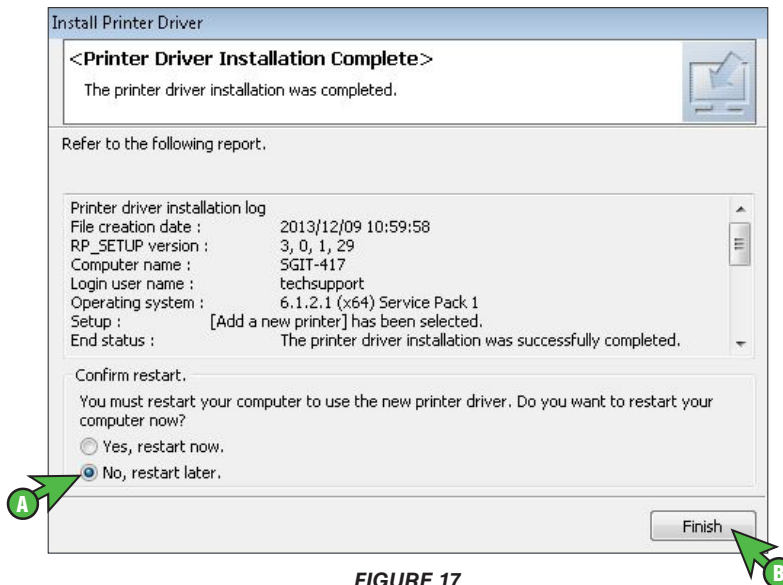 Install Printer Driver
<Printer Driver Installation Complete>
The printer driver installation was completed.
Refer to the following report.
Printer driver installation log
File creation date : 2013/12/09 10:59:58
RP_SETUP version : 3, 0, 1, 29
Computer name : SGIT-417
Login user name : techsupport
Operating system : 6.1.2.1 (x64) Service Pack 1
Setup : [Add a new printer] has been selected.
End status : The printer driver installation was successfully completed.
Confirm restart.
You must restart your computer to use the new printer driver. Do you want to restart your
computer now?
Yes, restart now.
No, restart later.
A
Finish
B
FIGURE 17